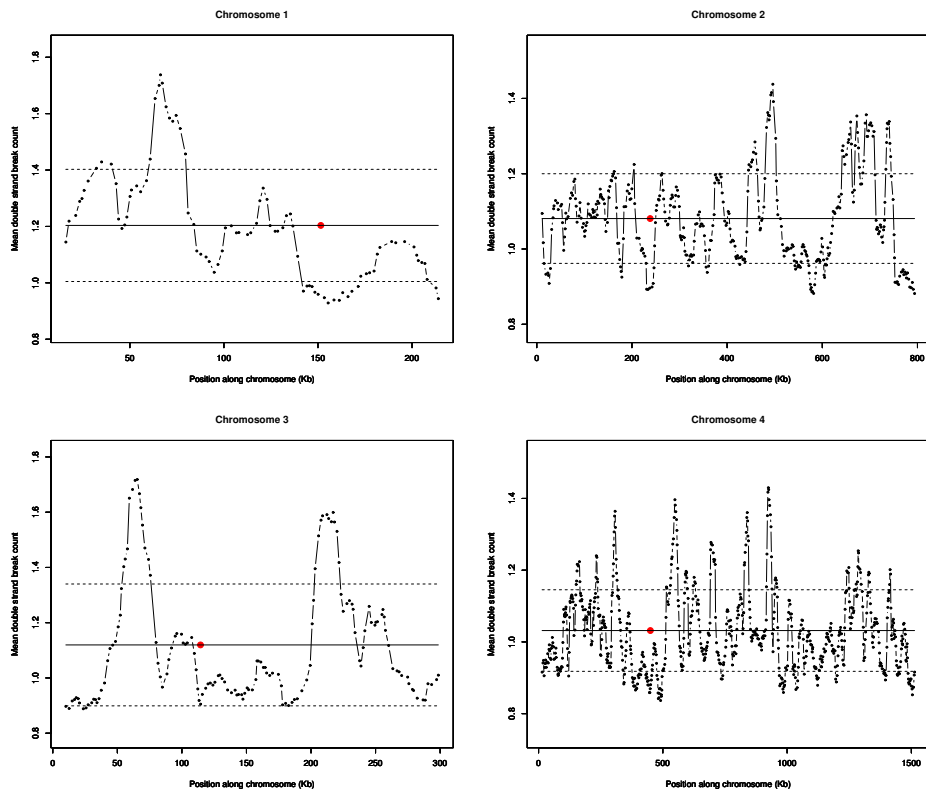 Chromosome 1
Mean double strand break count
1.8
1.6
1.4
1.2
1.0
0.8
50 100 150 200
Position along chromosome (Kb)
Chromosome 2
Mean double strand break count
1.4
1.2
1.0
0.8
0 200 400 600 800
Position along chromosome (Kb)
Chromosome 3
Mean double strand break count
1.8
1.6
1.4
1.2
1.0
0.8
0 50 100 150 200 250 300
Position along chromosome (Kb)
Chromosome 4
Mean double strand break count
1.4
1.2
1.0
0.8
0 500 1000 1500
Position along chromosome (Kb)